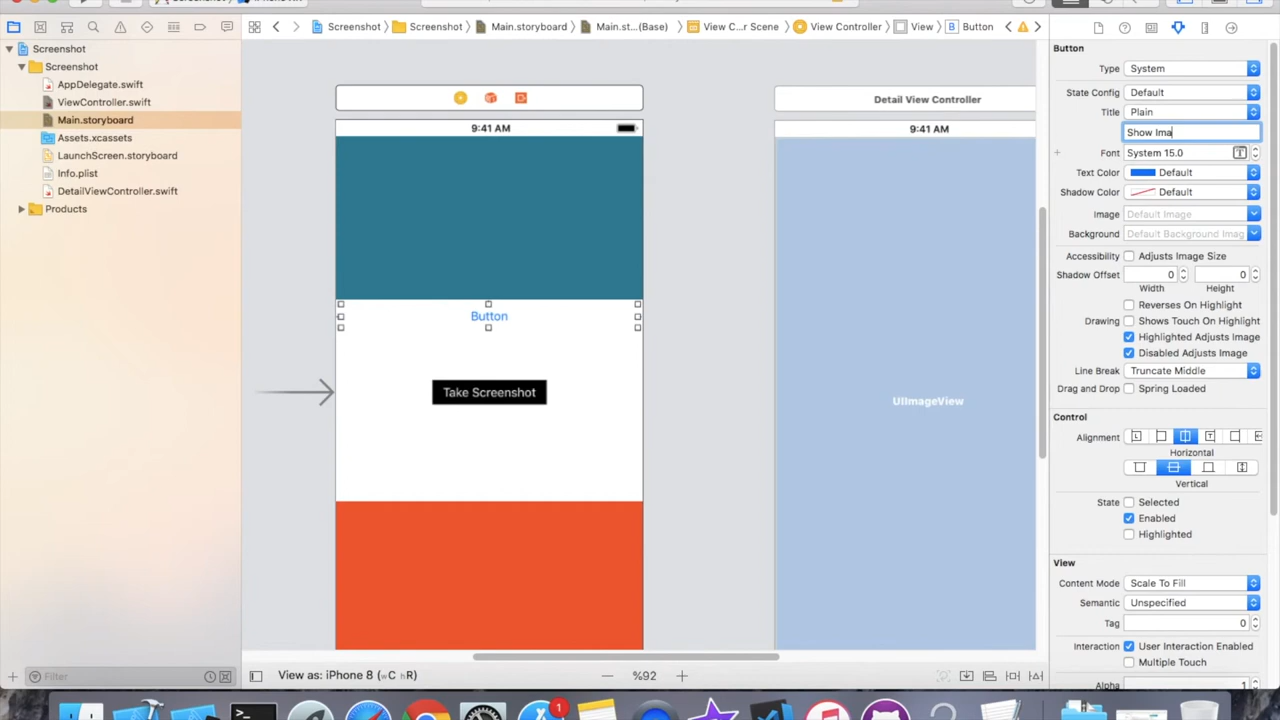 Screenshot
Screenshot
Main.storyboard
Main.st...(Base)
View C...r Scene
View Controller
View
B
Button
Screenshot
Screenshot
AppDelegate.swift
ViewController.swift
Main.storyboard
Assets.xcassets
LaunchScreen.storyboard
Info.plist
DetailViewController.swift
Products
Filter
9:41 AM
Button
Take Screenshot
Detail View Controller
9:41 AM
UIImageView
View as: iPhone 8 (wC hR)
%92
Button
Type System
State Config Default
Title Plain
Show Ima
Font System 15.0
Text Color Default
Shadow Color Default
Image Default Image
Background Default Background Imag
Accessibility Adjusts Image Size
Shadow Offset 0 0
Width Height
Reverses On Highlight
Drawing Shows Touch On Highlight
Highlighted Adjusts Image
Disabled Adjusts Image
Line Break Truncate Middle
Drag and Drop Spring Loaded
Control
Alignment
Horizontal
Vertical
State Selected
Enabled
Highlighted
View
Content Mode Scale To Fill
Semantic Unspecified
Tag 0
Interaction User Interaction Enabled
Multiple Touch
Alpha 1
1